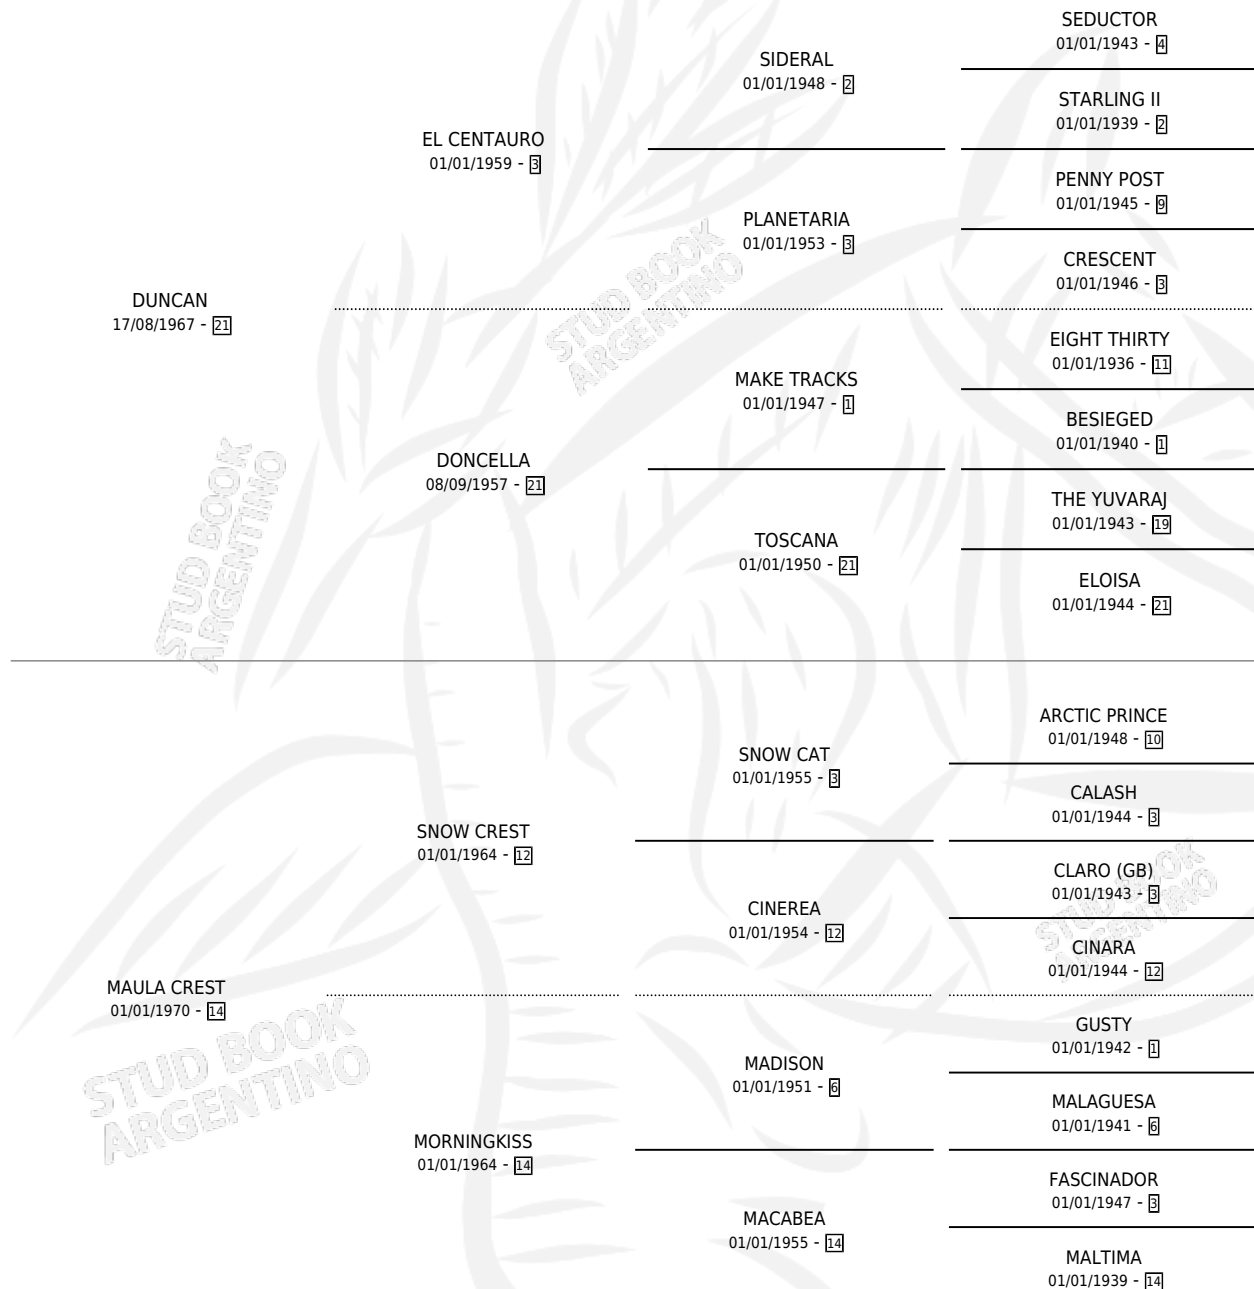 SEDUCTOR
01/01/1943 - 4
SIDERAL
01/01/1948 - 2
STARLING II
01/01/1939 - 2
EL CENTAURO
01/01/1959 - 3
PENNY POST
01/01/1945 - 9
PLANETARIA
01/01/1953 - 3
CRESCENT
01/01/1946 - 3
DUNCAN
17/08/1967 - 21
EIGHT THIRTY
01/01/1936 - 11
MAKE TRACKS
01/01/1947 - 1
BESIEGED
01/01/1940 - 1
DONCELLA
08/09/1957 - 21
THE YUVARAJ
01/01/1943 - 19
TOSCANA
01/01/1950 - 21
ELOISA
01/01/1944 - 21
ARCTIC PRINCE
01/01/1948 - 10
SNOW CAT
01/01/1955 - 3
CALASH
01/01/1944 - 3
SNOW CREST
01/01/1964 - 12
CLARO (GB)
01/01/1943 - 3
CINEREA
01/01/1954 - 12
CINARA
01/01/1944 - 12
MAULA CREST
01/01/1970 - 14
GUSTY
01/01/1942 - 1
MADISON
01/01/1951 - 6
MALAGUESA
01/01/1941 - 6
MORNINGKISS
01/01/1964 - 14
FASCINADOR
01/01/1947 - 3
MACABEA
01/01/1955 - 14
MALTIMA
01/01/1939 - 14
STUD BOOK
ARGENTINO
STUD BOOK
ARGENTINO
STUD BOOK
ARGENTINO
STUD BOOK
ARGENTINO